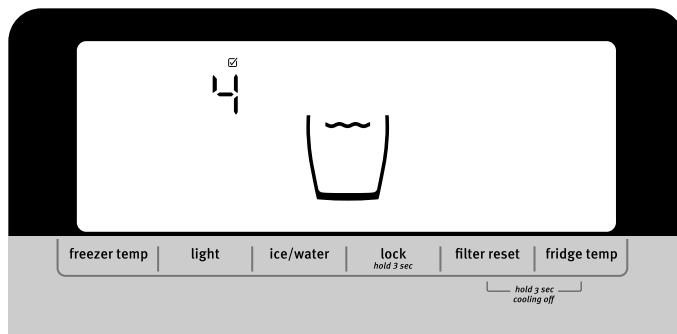 4
freezer temp light ice/water lock filter reset fridge temp
hold 3 sec
hold 3 sec
cooling off